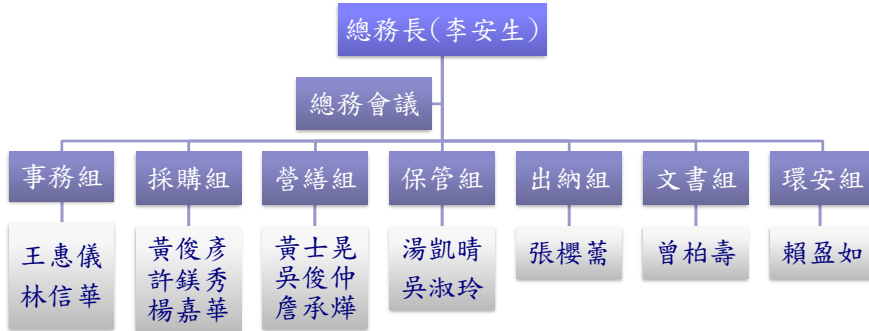 總務長(李安生)
總務會議
事務組
採購組
營繕組
保管組
出納組
文書組
環安組
王惠儀
林信華
黃俊彥
許鎂秀
楊嘉華
黃士晃
吳俊仲
詹承燁
湯凱晴
吳淑玲
張櫻薷
曾柏壽
賴盈如